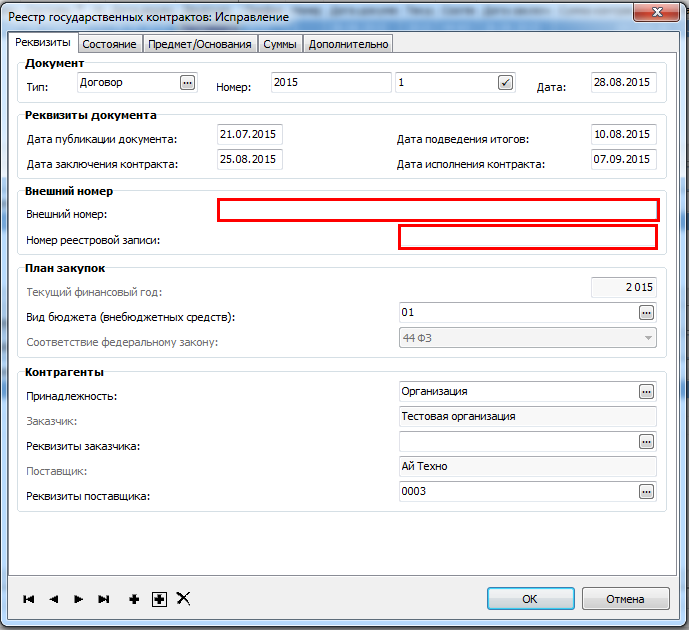 Реестр государственных контрактов: Исправление
Реквизиты Состояние Предмет/Основания Суммы Дополнительно
Документ
Тип: Договор ... Номер: 2015 1 Дата: 28.08.2015
Реквизиты документа
Дата публикации документа: 21.07.2015 Дата подведения итогов: 10.08.2015
Дата заключения контракта: 25.08.2015 Дата исполнения контракта: 07.09.2015
Внешний номер
Внешний номер:
Номер реестровой записи:
План закупок
Текущий финансовый год: 2 015
Вид бюджета (внебюджетных средств): 01 ...
Соответствие федеральному закону: 44 ФЗ
Контрагенты
Принадлежность: Организация ...
Заказчик: Тестовая организация
Реквизиты заказчика: ...
Поставщик: Ай Техно
Реквизиты поставщика: 0003 ...
ОК Отмена